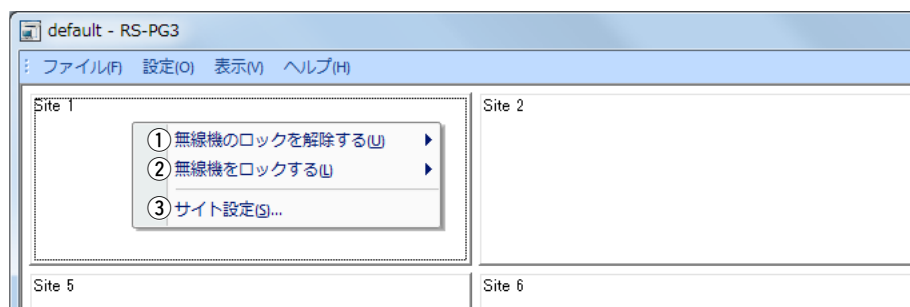 default - RS-PG3
ファイル(F) 設定(O) 表示(V) ヘルプ(H)
Site 1
Site 2
①無線機のロックを解除する(U)
②無線機をロックする(L)
③サイト設定(S)...
Site 5
Site 6